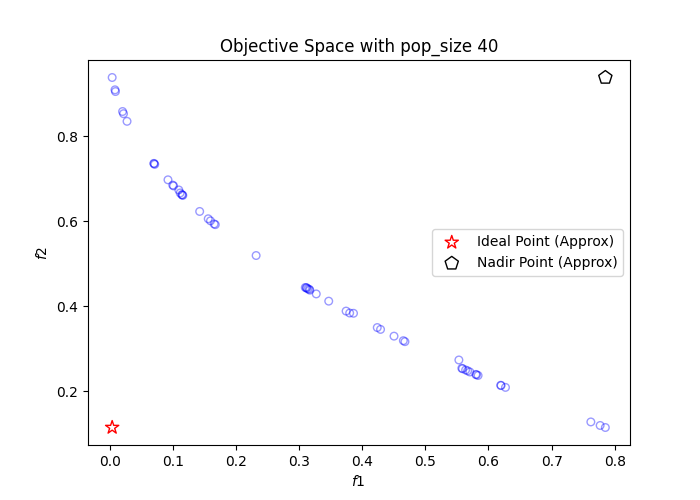 Objective Space with pop_size 40
0.8
0.6
0.4
0.2
f2
Ideal Point (Approx)
Nadir Point (Approx)
0.0 0.1 0.2 0.3 0.4 0.5 0.6 0.7 0.8
f1